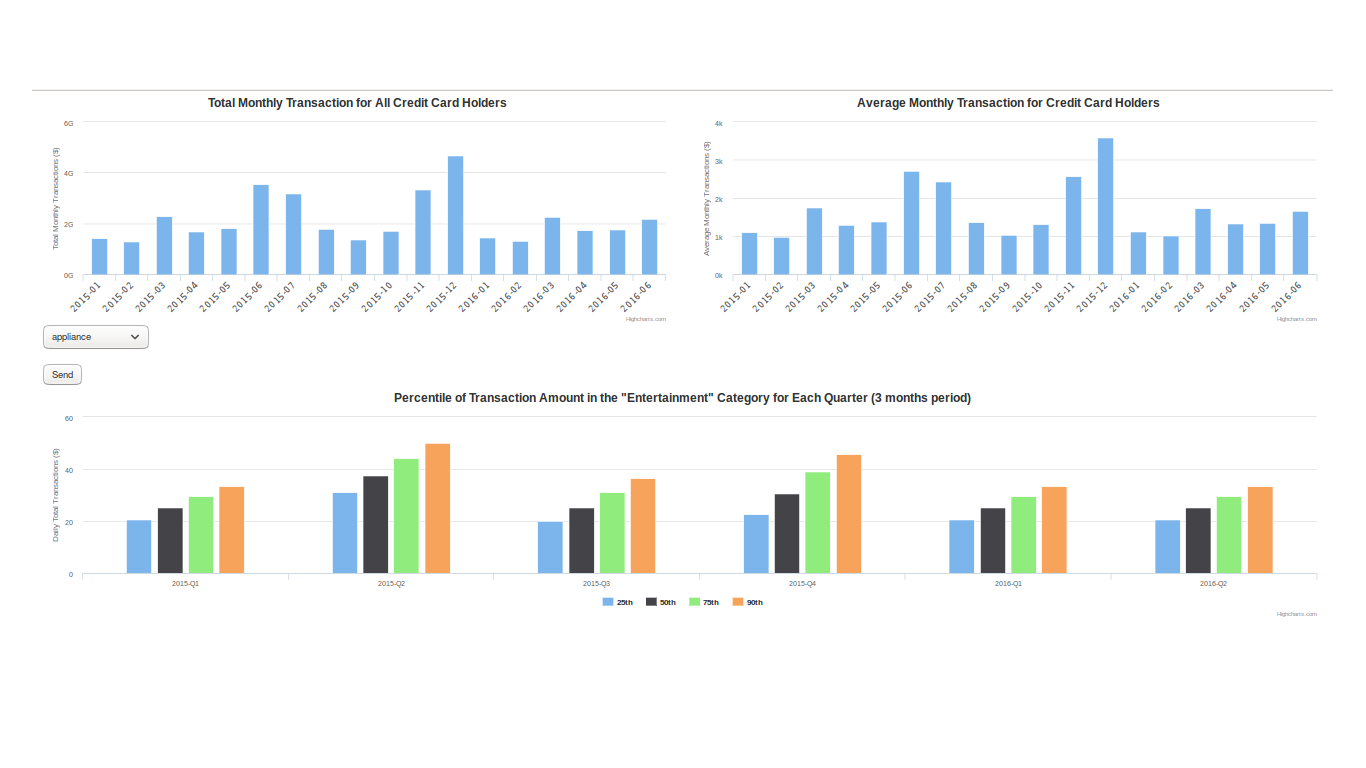 Total Monthly Transaction for All Credit Card Holders
Total Monthly Transactions ($)
6G
4G
2G
0G
2015-01 2015-02 2015-03 2015-04 2015-05 2015-06 2015-07 2015-08 2015-09 2015-10 2015-11 2015-12 2016-01 2016-02 2016-03 2016-04 2016-05 2016-06
Highcharts.com
Average Monthly Transaction for Credit Card Holders
Average Monthly Transactions ($)
4k
3k
2k
1k
0k
2015-01 2015-02 2015-03 2015-04 2015-05 2015-06 2015-07 2015-08 2015-09 2015-10 2015-11 2015-12 2016-01 2016-02 2016-03 2016-04 2016-05 2016-06
Highcharts.com
appliance
Send
Percentile of Transaction Amount in the "Entertainment" Category for Each Quarter (3 months period)
Daily Total Transactions ($)
60
40
20
0
2015-Q1 2015-Q2 2015-Q3 2015-Q4 2016-Q1 2016-Q2
25th 50th 75th 90th
Highcharts.com